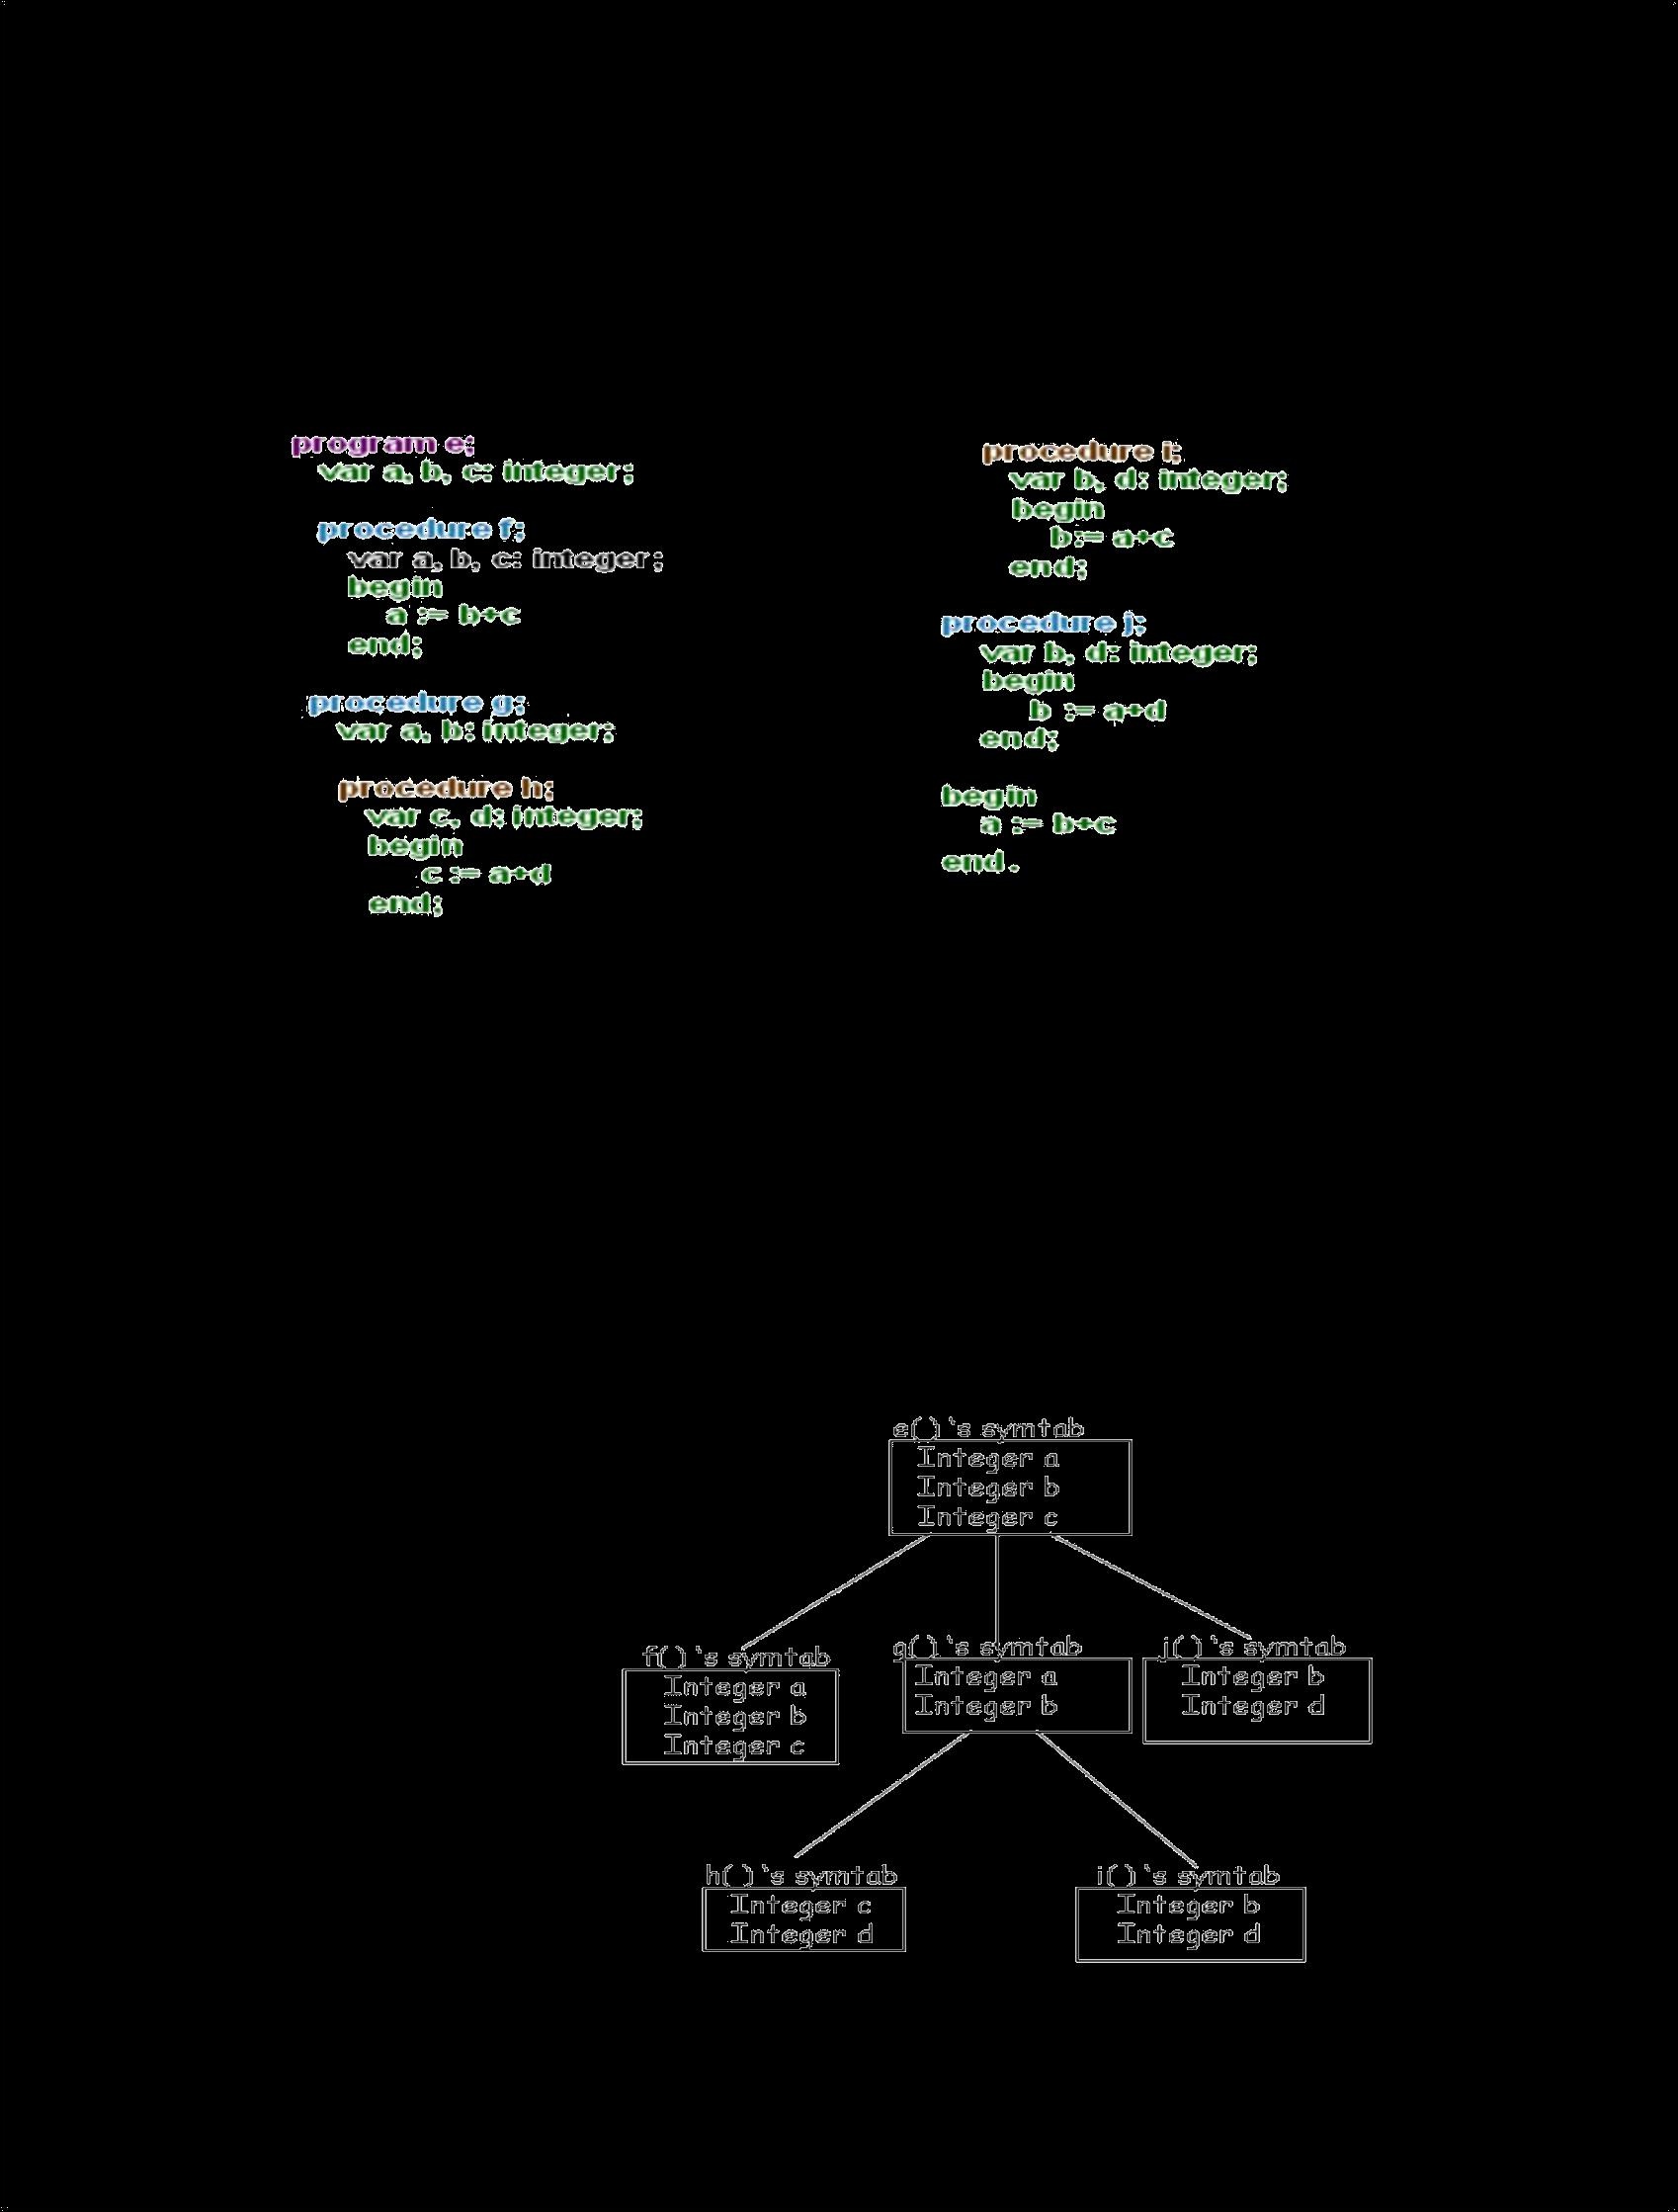 program e;
var a, b, c: integer;
procedure f;
var a, b, c: integer;
begin
a := b+c
end;
procedure g;
var a, b: integer;
procedure h;
var c, d: integer;
begin
c := a+d
end;
procedure i;
var b, d: integer;
begin
b:= a+c
end;
procedure j;
var b, d: integer;
begin
b := a+d
end;
begin
a := b+c
end.
e()`s symtab
Integer a
Integer b
Integer c
f()`s symtab
Integer a
Integer b
Integer c
g()`s symtab
Integer a
Integer b
j()`s symtab
Integer b
Integer d
h()`s symtab
Integer c
Integer d
i()`s symtab
Integer b
Integer d